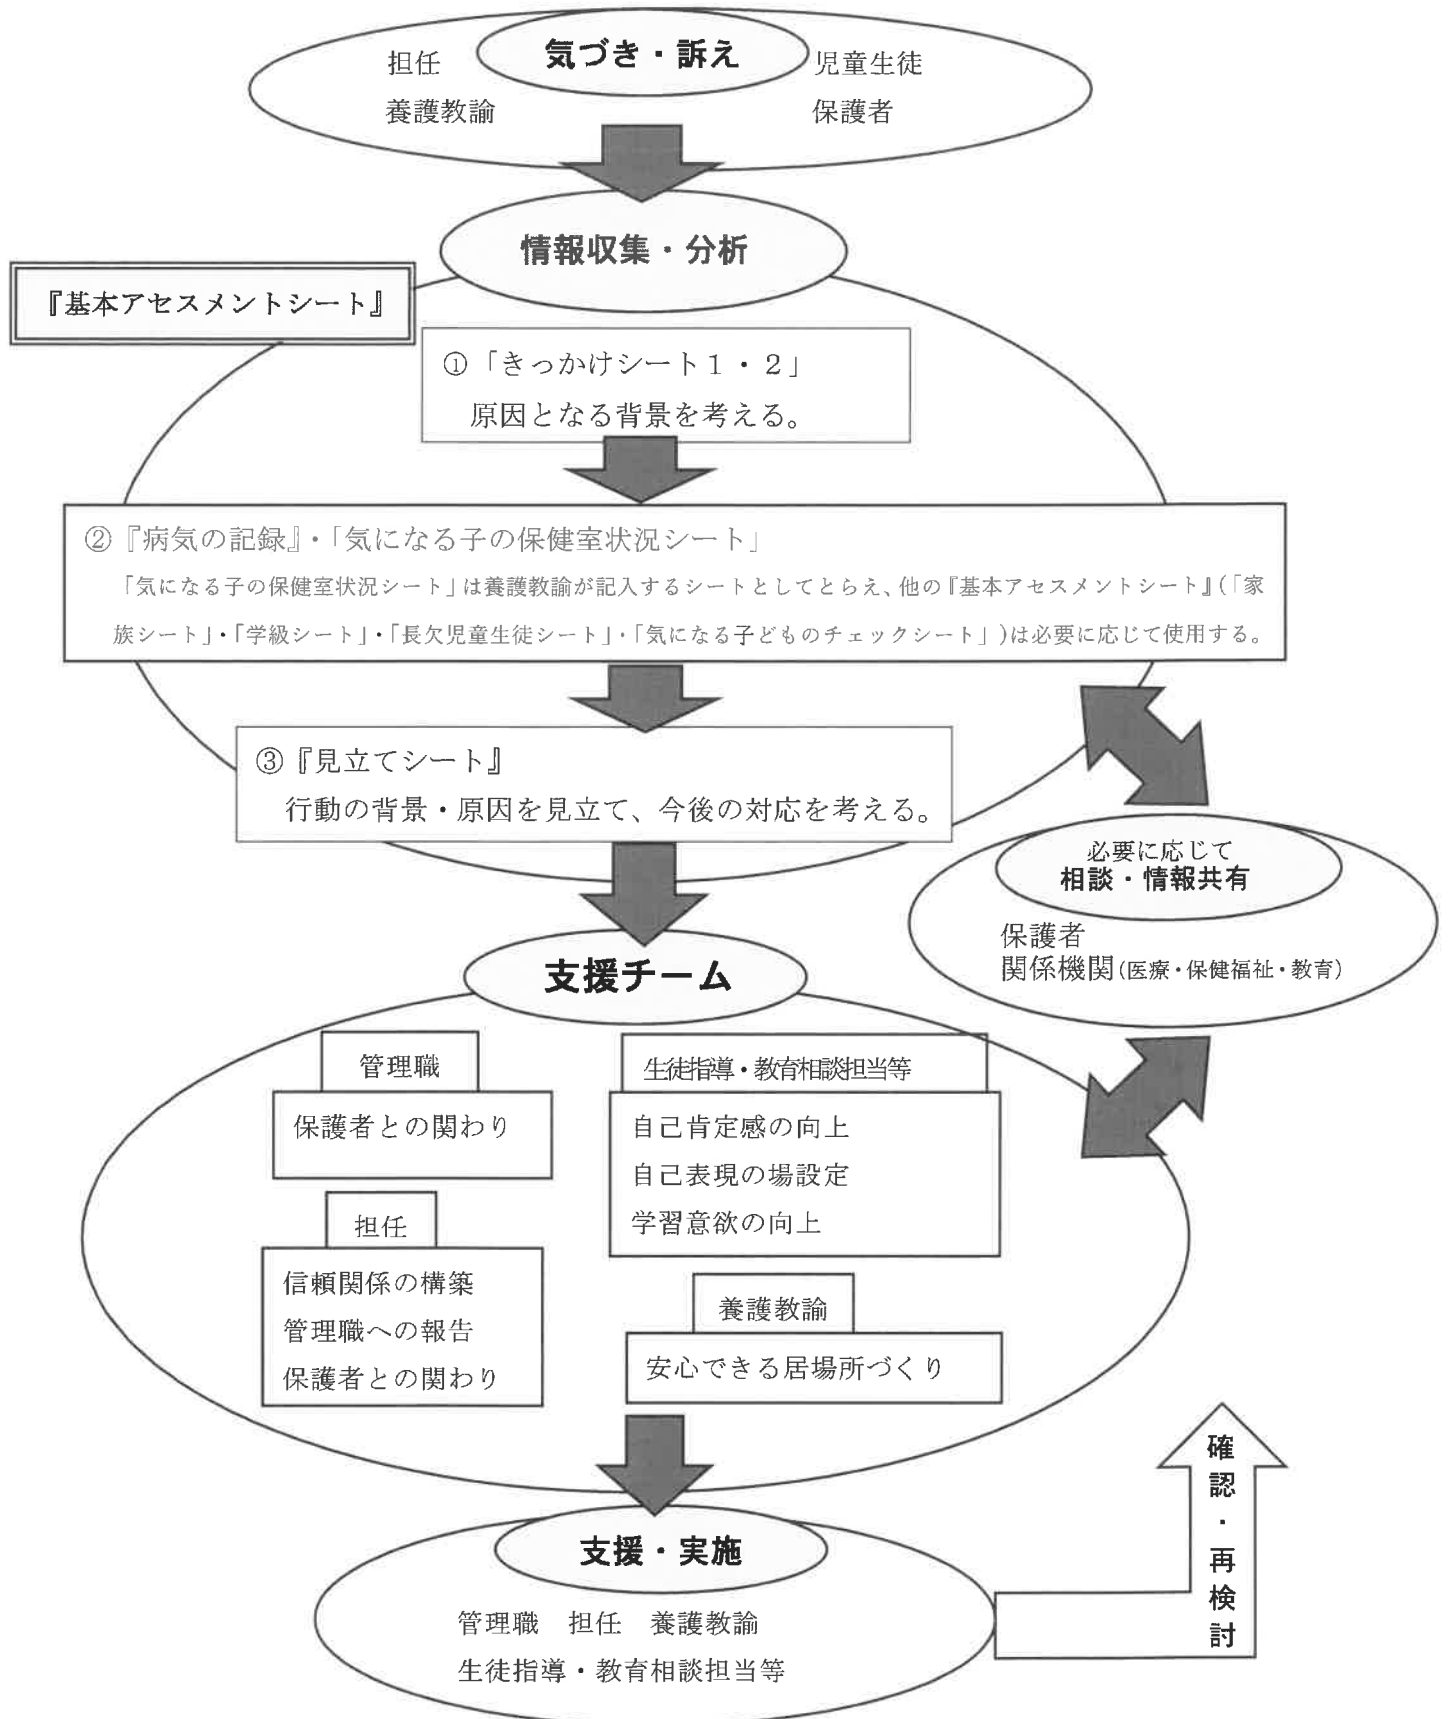 気づき・訴え
担任
児童生徒
養護教諭
保護者
情報収集・分析
『基本アセスメントシート』
①「きっかけシート１・２」
原因となる背景を考える。
②『病気の記録』・「気になる子の保健室状況シート」
「気になる子の保健室状況シート」は養護教諭が記入するシートとしてとらえ、他の『基本アセスメントシート』(「家
族シート」・「学級シート」・「長欠児童生徒シート」・「気になる子どものチェックシート」)は必要に応じて使用する。
③『見立てシート』
行動の背景・原因を見立て、今後の対応を考える。
必要に応じて
相談・情報共有
保護者
関係機関(医療・保健福祉・教育)
支援チーム
管理職
保護者との関わり
生徒指導・教育相談担当等
自己肯定感の向上
自己表現の場設定
学習意欲の向上
担任
信頼関係の構築
管理職への報告
保護者との関わり
養護教諭
安心できる居場所づくり
支援・実施
管理職　担任　養護教諭
生徒指導・教育相談担当等
確認・再検討